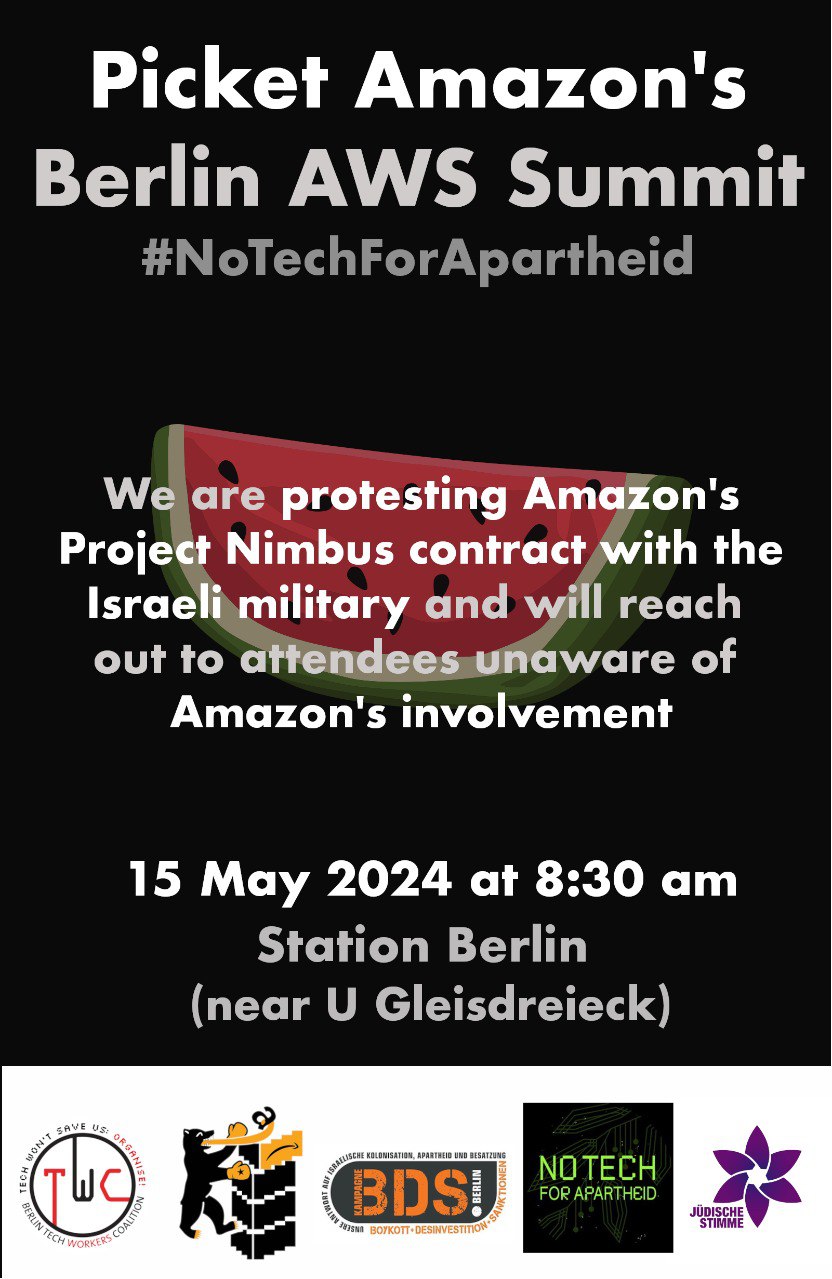 Picket Amazon's
Berlin AWS Summit
#NoTechForApartheid
We are protesting Amazon's
Project Nimbus contract with the
Israeli military and will reach
out to attendees unaware of
Amazon's involvement
15 May 2024 at 8:30 am
Station Berlin
(near U Gleisdreieck)
TECH WON'T SAVE US: ORGANISE!
TWC
BERLIN TECH WORKERS COALITION
a
UNSERE ANTWORT AUF ISRAELISCHE KOLONISATION, APARTHEID UND BESATZUNG
KAMPAGNE
BDS.
BERLIN
BOYKOTT • DESINVESTITION • SANKTIONEN
NO TECH
FOR APARTHEID
JÜDISCHE
STIMME